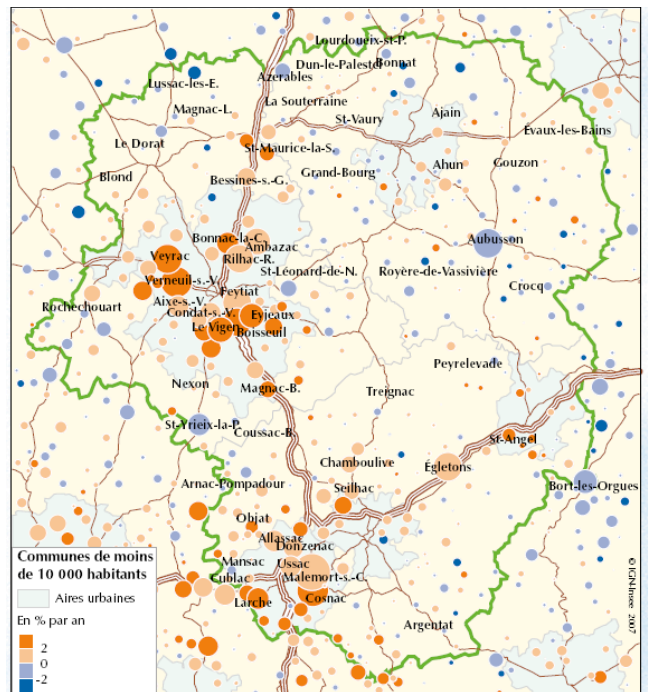 Lourdoueix-st-P.
Dun-le-Palestel
Bonnat
Azerables
Lussac-les-E.
La Souterraine
Magnac-L.
St-Vaury
Ajain
Évaux-les-Bains
Le Dorat
St-Maurice-la-S.
Ahun
Gouzon
Grand-Bourg
Blond
Bessines-s.-G.
Bonnac-la-C.
Ambazac
Aubusson
Veyrac
Rilhac-R.
St-Léonard-de-N.
Royère-de-Vassivière
Verneuil-s.-V.
Crocq
Feytiat
Rochechouart
Aixe-s.-V.
Condat-s.-V.
Eyjeaux
Le Vigen
Boisseuil
Peyrelevade
Nexon
Magnac-B.
Treignac
St-Yrieix-la-P.
Coussac-B.
St-Angel
Chamboulive
Égletons
Arnac-Pompadour
Seilhac
Bort-les-Orgues
Objat
Allassac
Donzenac
Mansac
Ussac
Cublac
Malemort-s.-C.
Larche
Cosnac
Argentat
Communes de moins
de 10 000 habitants
Aires urbaines
En % par an
2
0
-2
© IGN-Insee 2007